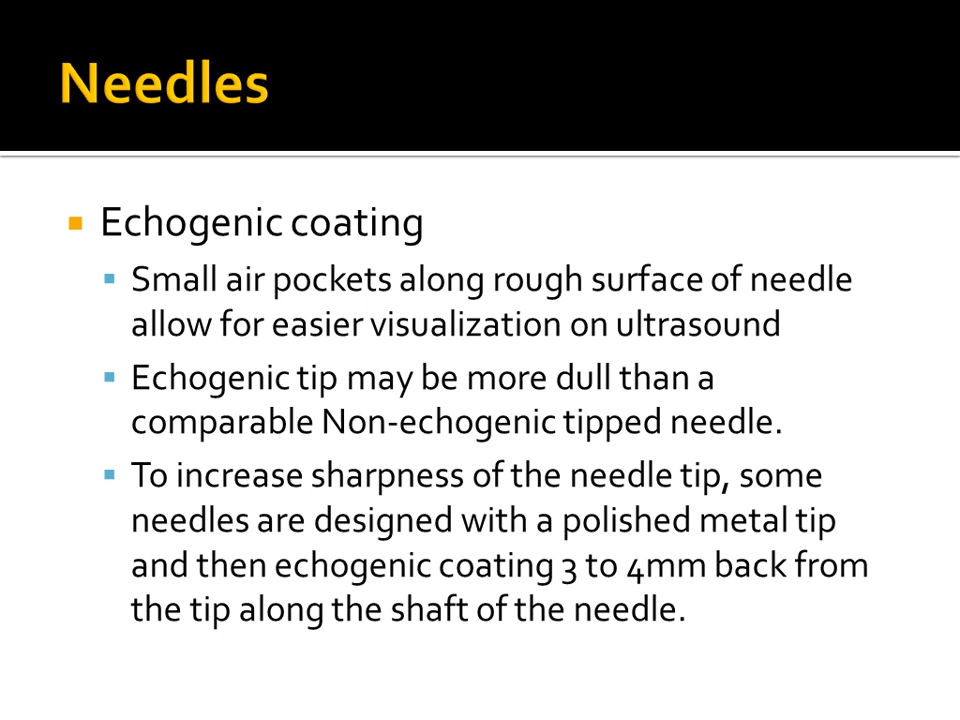 Needles
Echogenic coating
Small air pockets along rough surface of needle
allow for easier visualization on ultrasound
Echogenic tip may be more dull than a
comparable Non-echogenic tipped needle.
To increase sharpness of the needle tip, some
needles are designed with a polished metal tip
and then echogenic coating 3 to 4mm back from
the tip along the shaft of the needle.